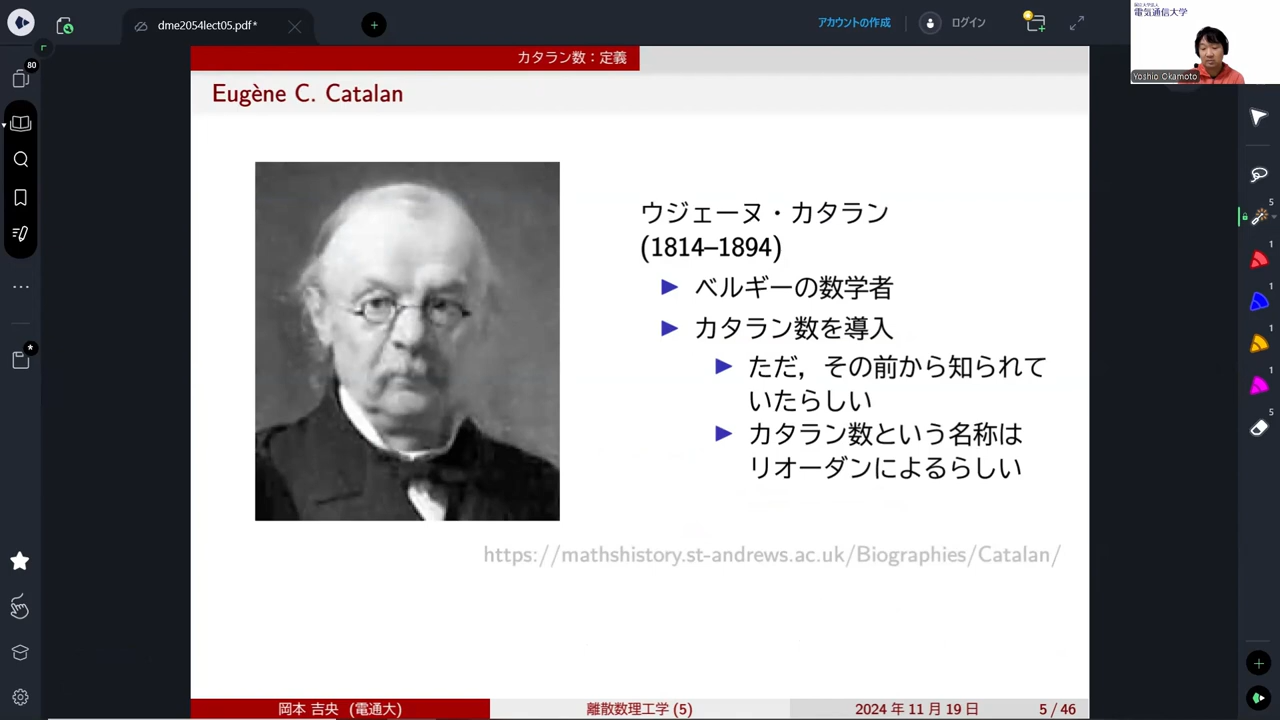 dme2054lect05.pdf*
アカウントの作成
ログイン
電気通信大学
Yoshio Okamoto
80
カタラン数：定義
Eugène C. Catalan
ウジェーヌ・カタラン
(1814–1894)
▶ ベルギーの数学者
▶ カタラン数を導入
▶ ただ，その前から知られて
いたらしい
▶ カタラン数という名称は
リオーダンによるらしい
https://mathshistory.st-andrews.ac.uk/Biographies/Catalan/
5
1
1
1
1
5
岡本 吉央 (電通大)
離散数理工学 (5)
2024 年 11 月 19 日
5 / 46